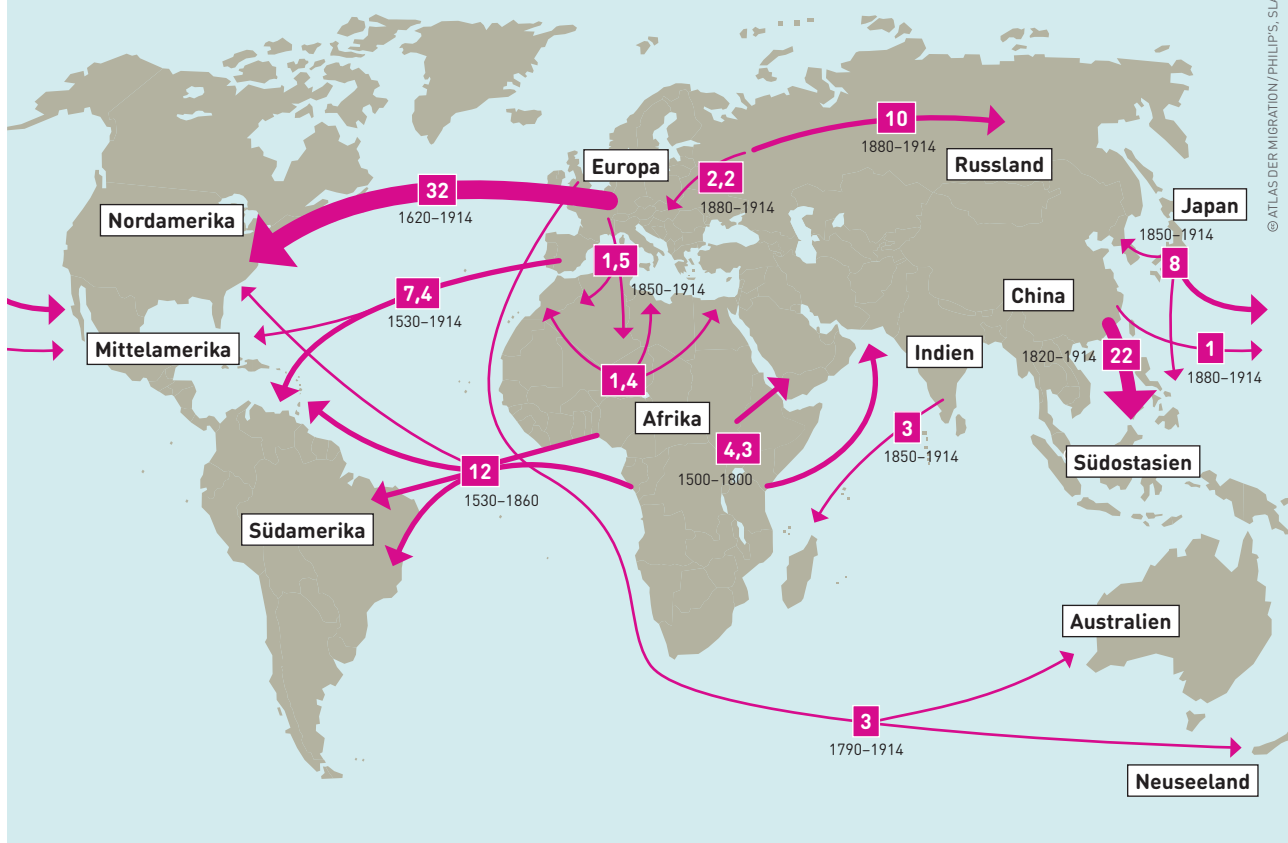 © ATLAS DER MIGRATION / PHILIP'S,
10
1880–1914
Russland
Europa
2,2
1880–1914
32
1620–1914
Nordamerika
Japan
1850–1914
8
1,5
1850–1914
7,4
1530–1914
China
Mittelamerika
Indien
1820–1914
22
1
1880–1914
1,4
Afrika
4,3
1500–1800
3
1850–1914
Südostasien
12
1530–1860
Südamerika
Australien
3
1790–1914
Neuseeland